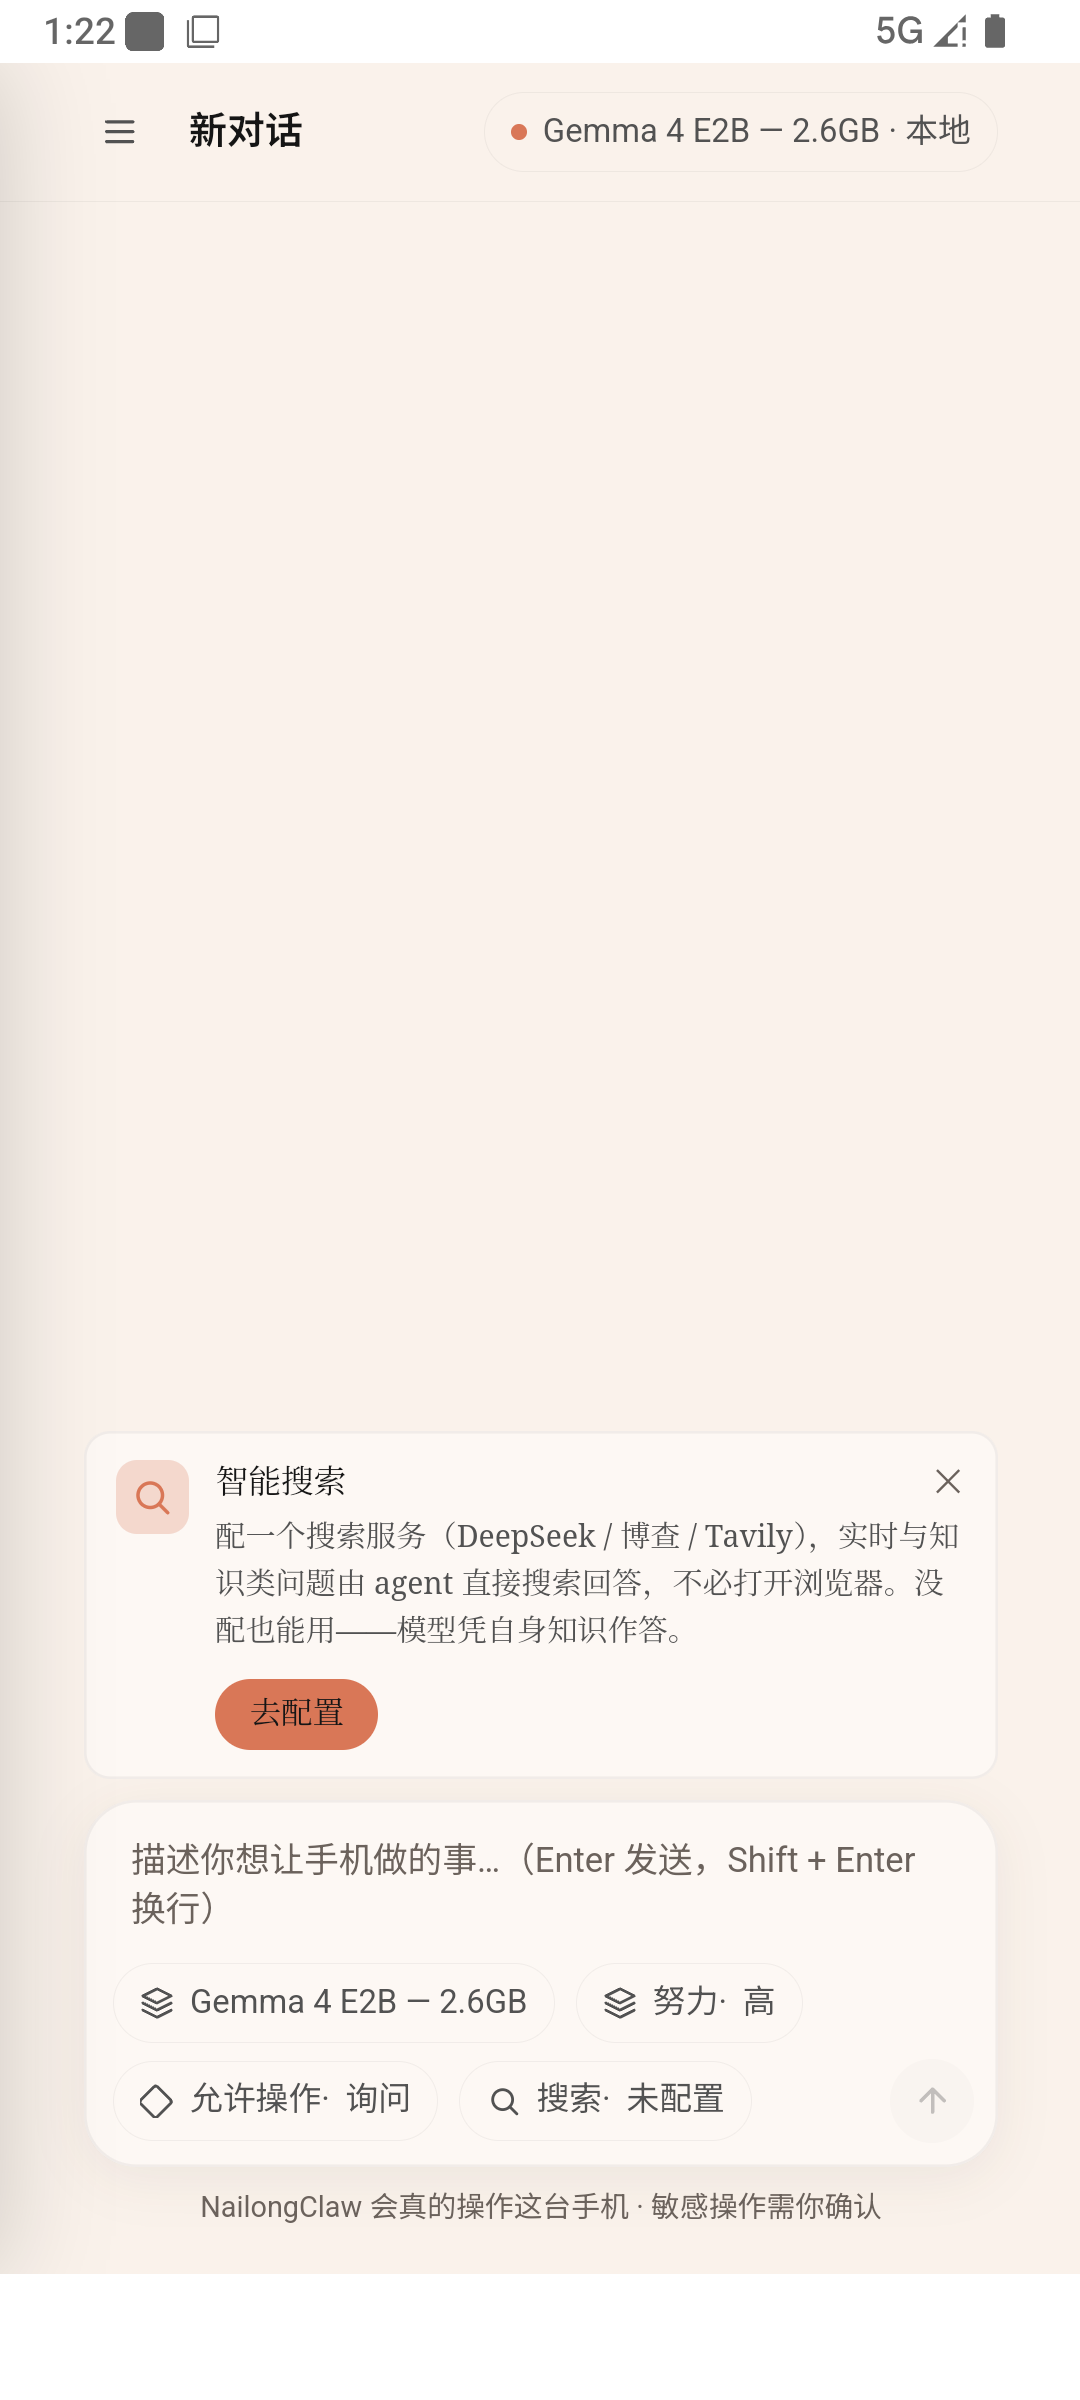 1:22
5G
新对话
Gemma 4 E2B — 2.6GB · 本地
智能搜索
配一个搜索服务（DeepSeek / 博查 / Tavily），实时与知
识类问题由 agent 直接搜索回答，不必打开浏览器。没
配也能用——模型凭自身知识作答。
去配置
描述你想让手机做的事…（Enter 发送，Shift + Enter
换行）
Gemma 4 E2B — 2.6GB
努力· 高
允许操作· 询问
搜索· 未配置
NailongClaw 会真的操作这台手机 · 敏感操作需你确认